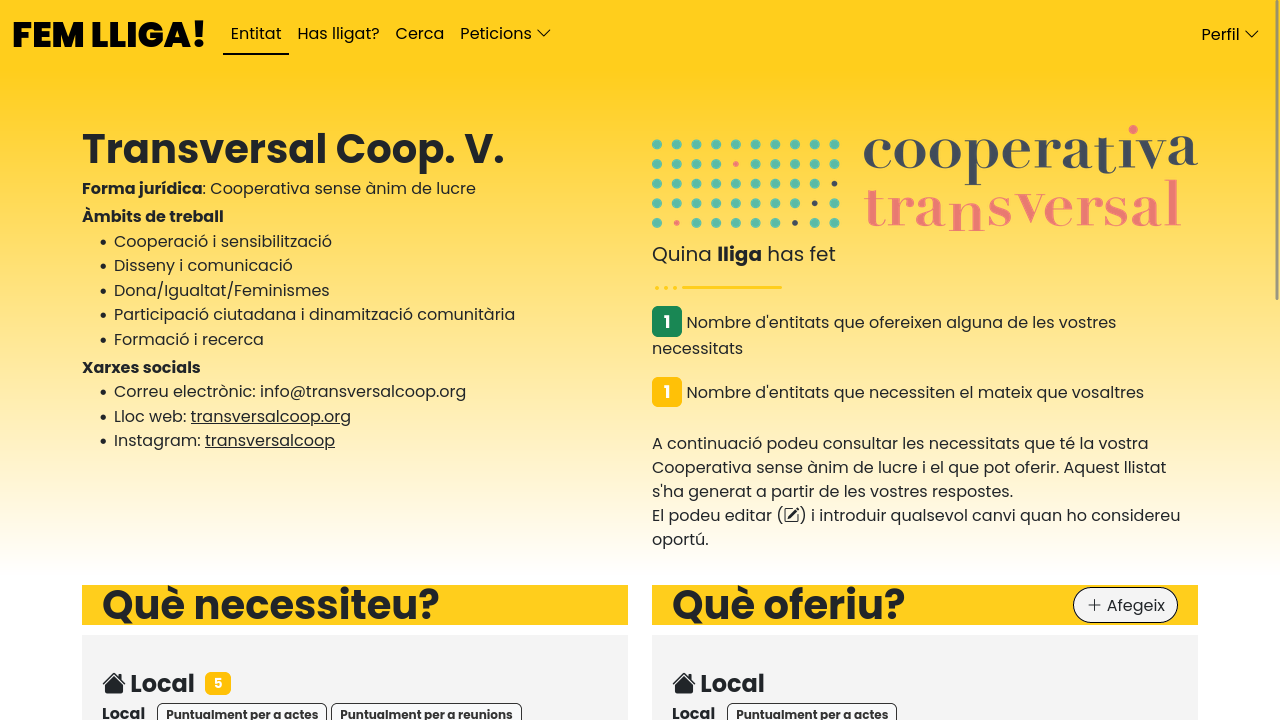 FEM LLIGA!
Entitat
Has lligat?
Cerca
Peticions
Perfil
Transversal Coop. V.
Forma jurídica: Cooperativa sense ànim de lucre
Àmbits de treball
• Cooperació i sensibilització
• Disseny i comunicació
• Dona/Igualtat/Feminismes
• Participació ciutadana i dinamització comunitària
• Formació i recerca
Xarxes socials
• Correu electrònic: info@transversalcoop.org
• Lloc web: transversalcoop.org
• Instagram: transversalcoop
cooperativa
transversal
Quina lliga has fet
1 Nombre d'entitats que ofereixen alguna de les vostres
necessitats
1 Nombre d'entitats que necessiten el mateix que vosaltres
A continuació podeu consultar les necessitats que té la vostra
Cooperativa sense ànim de lucre i el que pot oferir. Aquest llistat
s'ha generat a partir de les vostres respostes.
El podeu editar () i introduir qualsevol canvi quan ho considereu
oportú.
Què necessiteu?
Local 5
Local Puntualment per a actes Puntualment per a reunions
Què oferiu?
+ Afegeix
Local
Local Puntualment per a actes